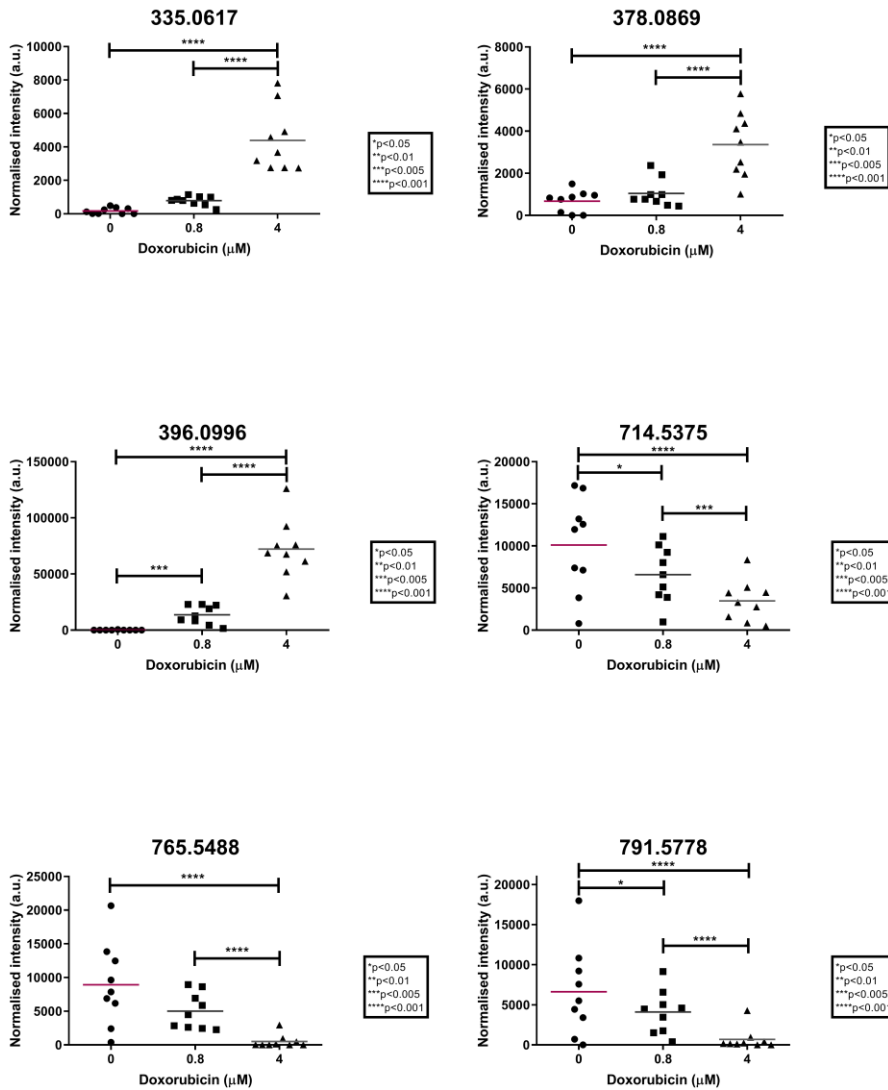 335.0617
Normalised intensity (a.u.)
10000
8000
6000
4000
2000
0
****
****
0
0.8
4
Doxorubicin (μM)
*p<0.05
**p<0.01
***p<0.005
****p<0.001
378.0869
Normalised intensity (a.u.)
8000
6000
4000
2000
0
****
****
0
0.8
4
Doxorubicin (μM)
*p<0.05
**p<0.01
***p<0.005
****p<0.001
396.0996
Normalised intensity (a.u.)
150000
100000
50000
0
****
****
***
0
0.8
4
Doxorubicin (μM)
*p<0.05
**p<0.01
***p<0.005
****p<0.001
714.5375
Normalised intensity (a.u.)
20000
15000
10000
5000
0
****
*
***
0
0.8
4
Doxorubicin (μM)
*p<0.05
**p<0.01
***p<0.005
****p<0.001
765.5488
Normalised intensity (a.u.)
25000
20000
15000
10000
5000
0
****
****
0
0.8
4
Doxorubicin (μM)
*p<0.05
**p<0.01
***p<0.005
****p<0.001
791.5778
Normalised intensity (a.u.)
20000
15000
10000
5000
0
****
*
****
0
0.8
4
Doxorubicin (μM)
*p<0.05
**p<0.01
***p<0.005
****p<0.001